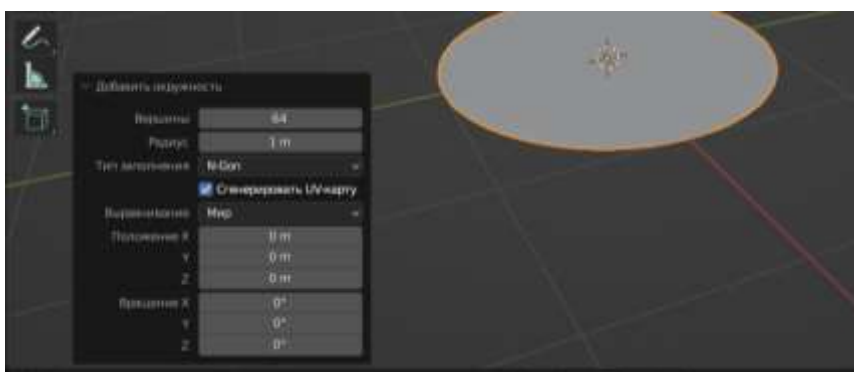 Добавить окружность
Вершины 64
Радиус 1 m
Тип заполнения N-Gon
Сгенерировать UV-карту
Выравнивание Мир
Положение X 0 m
Y 0 m
Z 0 m
Вращение X 0°
Y 0°
Z 0°